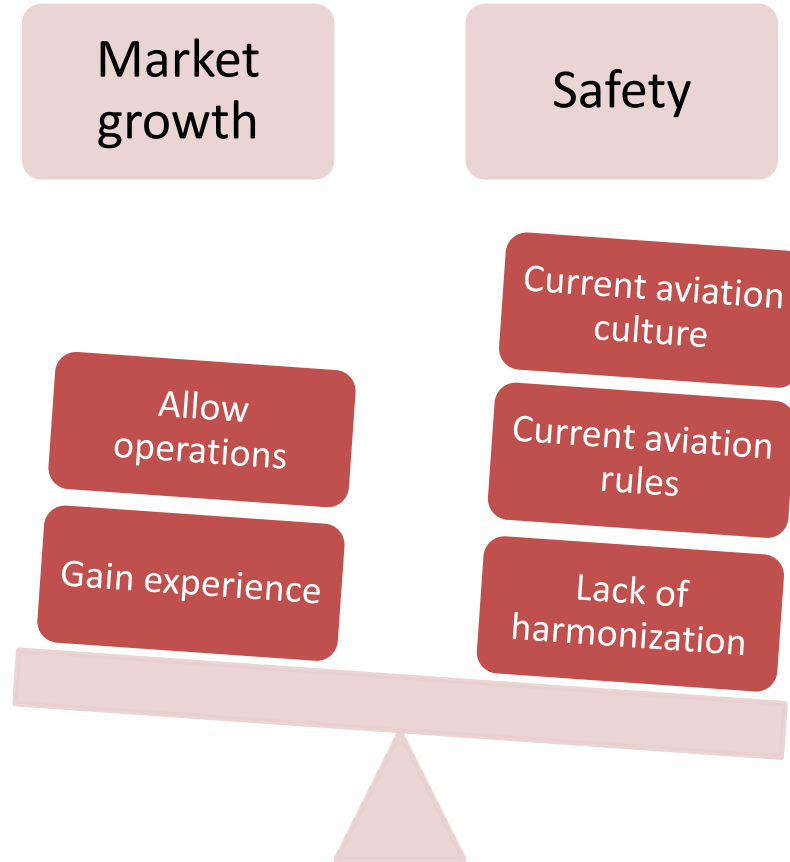 Market
growth
Safety
Current aviation
culture
Allow
operations
Current aviation
rules
Gain experience
Lack of
harmonization